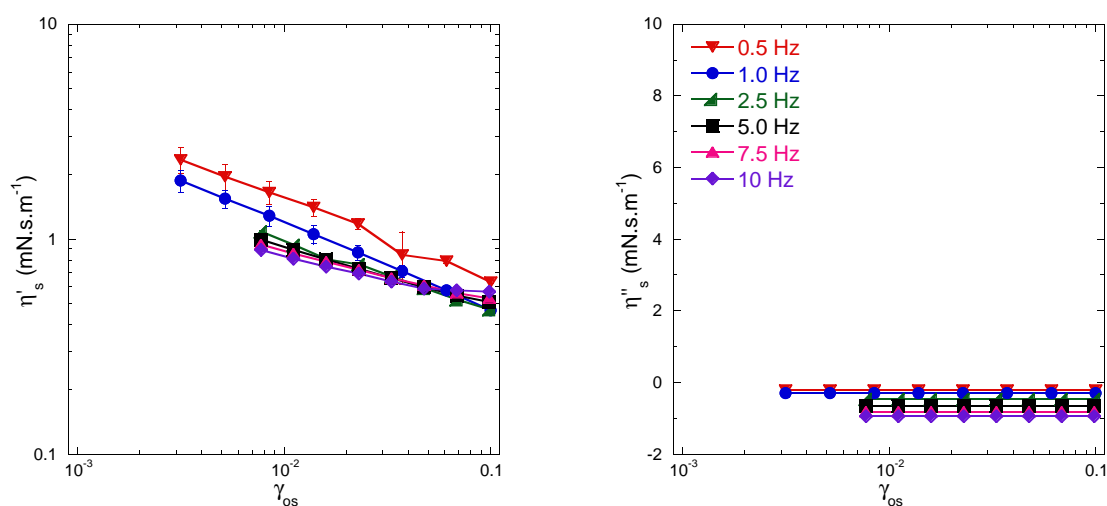 10
1
0.1
10⁻³
10⁻²
0.1
η'ₛ (mN.s.m⁻¹)
γₒₛ
10
8
6
4
2
0
-2
10⁻³
10⁻²
0.1
η"ₛ (mN.s.m⁻¹)
γₒₛ
0.5 Hz
1.0 Hz
2.5 Hz
5.0 Hz
7.5 Hz
10 Hz